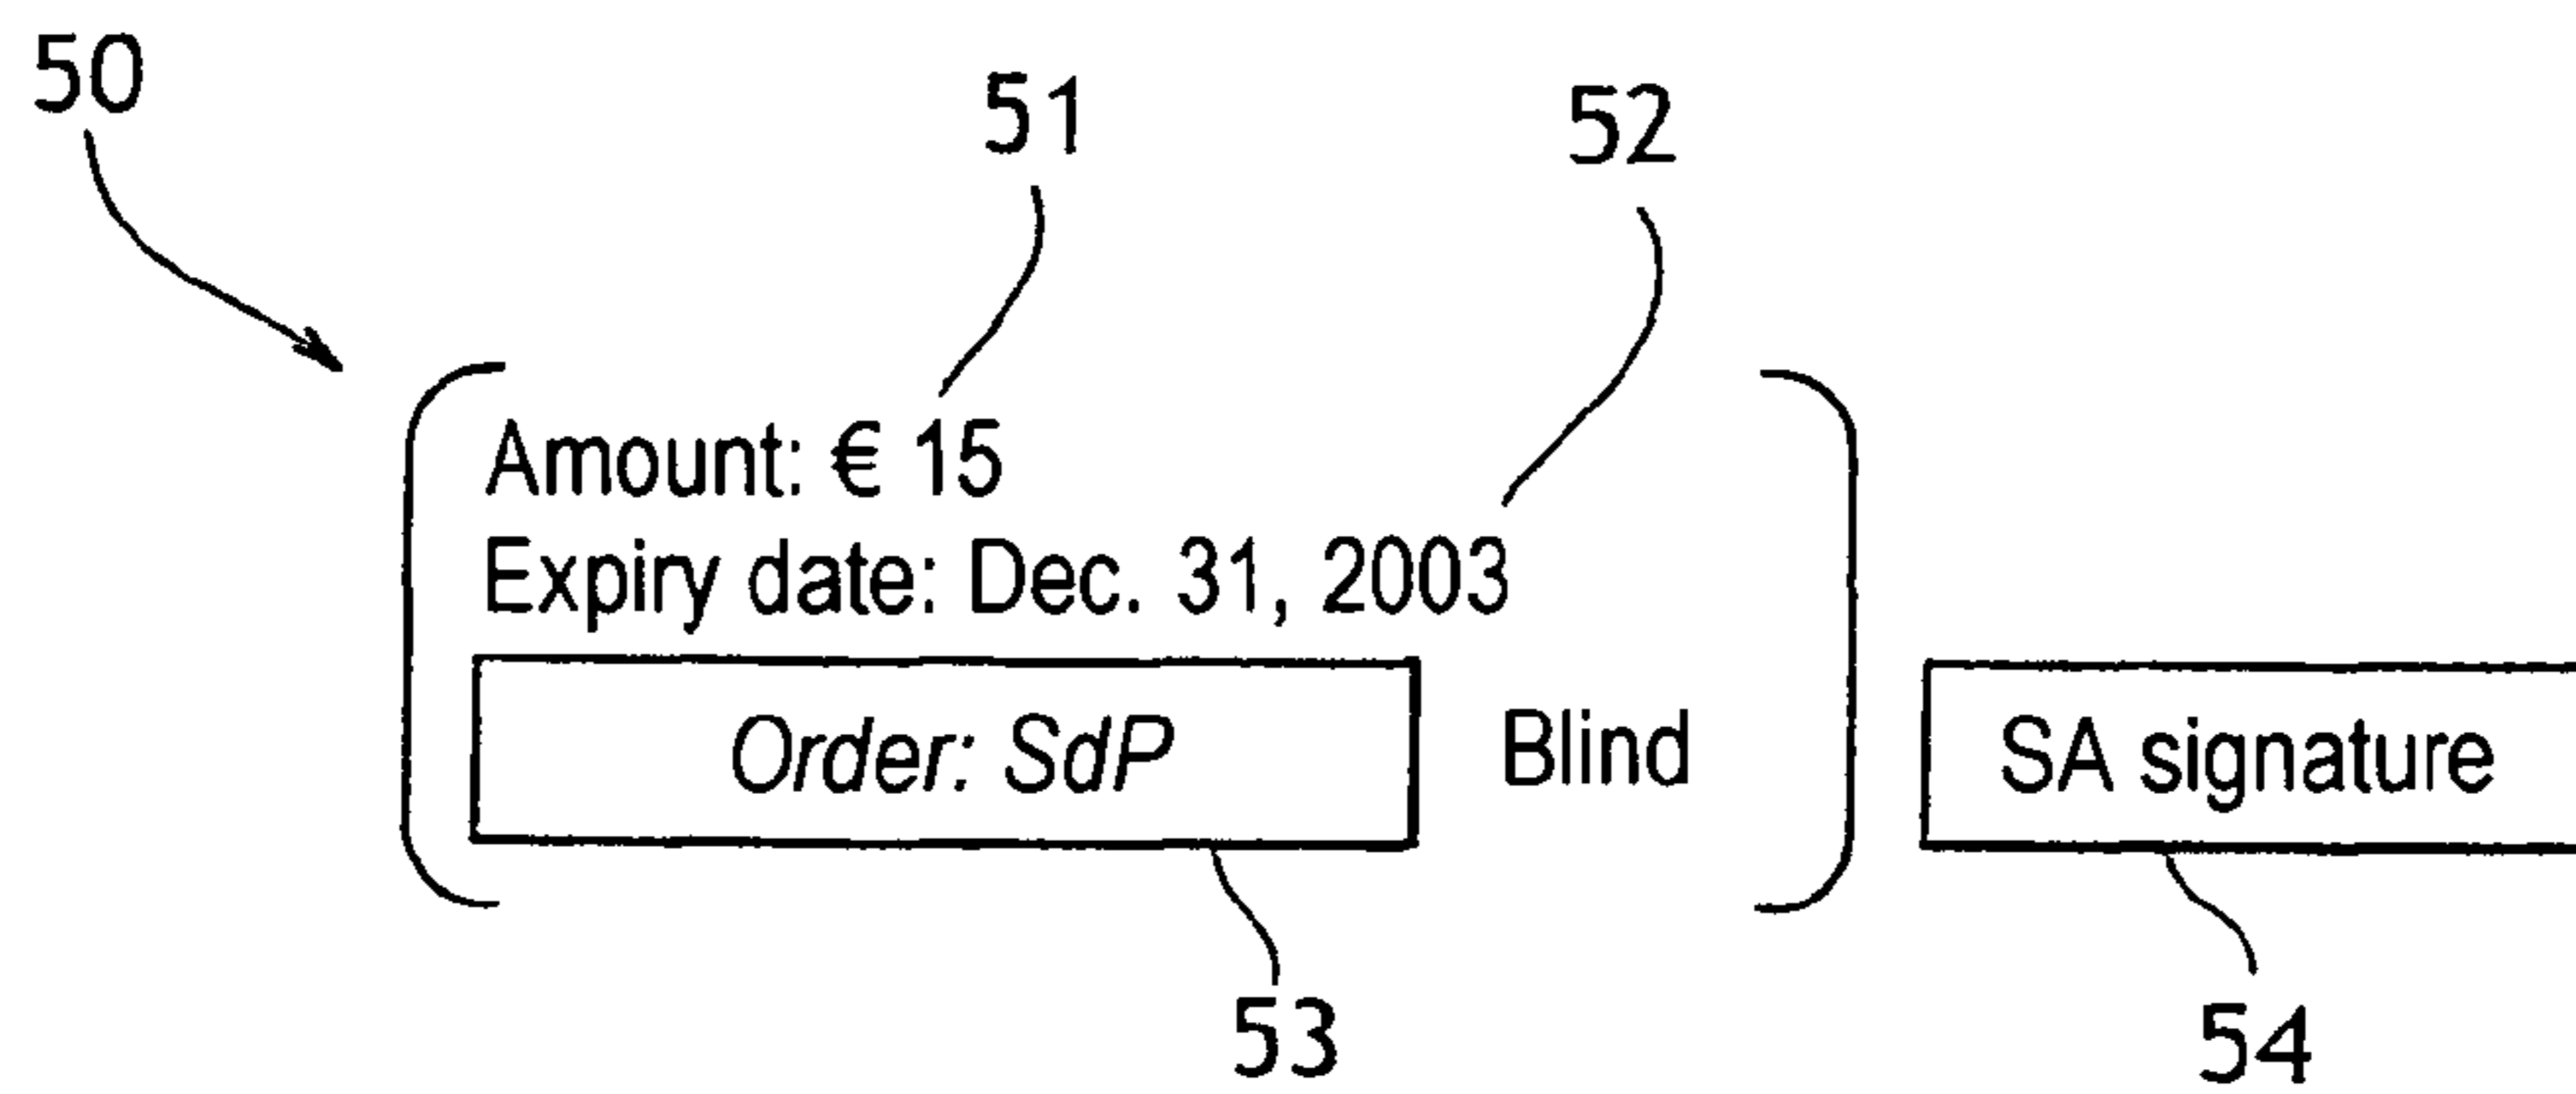 50
51
52
Amount: € 15
Expiry date: Dec. 31, 2003
Order: SdP Blind SA signature
53
54